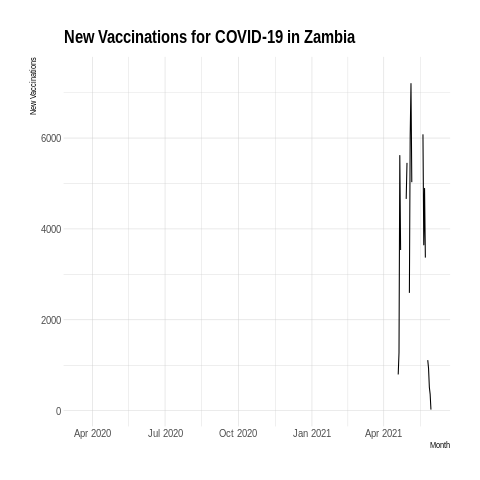 New Vaccinations for COVID-19 in Zambia
New Vaccinations
6000
4000
2000
0
Apr 2020 Jul 2020 Oct 2020 Jan 2021 Apr 2021
Month